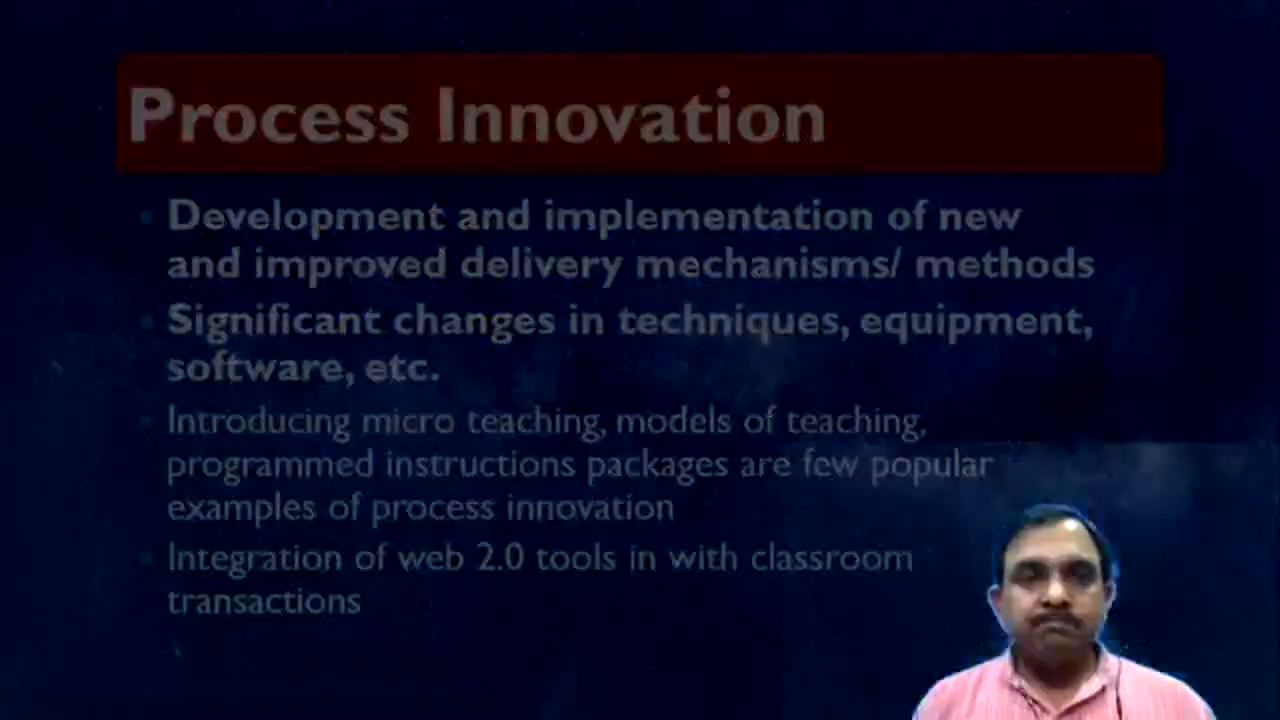 Process Innovation
Development and implementation of new
and improved delivery mechanisms/ methods
Significant changes in techniques, equipment,
software, etc.
Introducing micro teaching, models of teaching,
programmed instructions packages are few popular
examples of process innovation
Integration of web 2.0 tools in with classroom
transactions